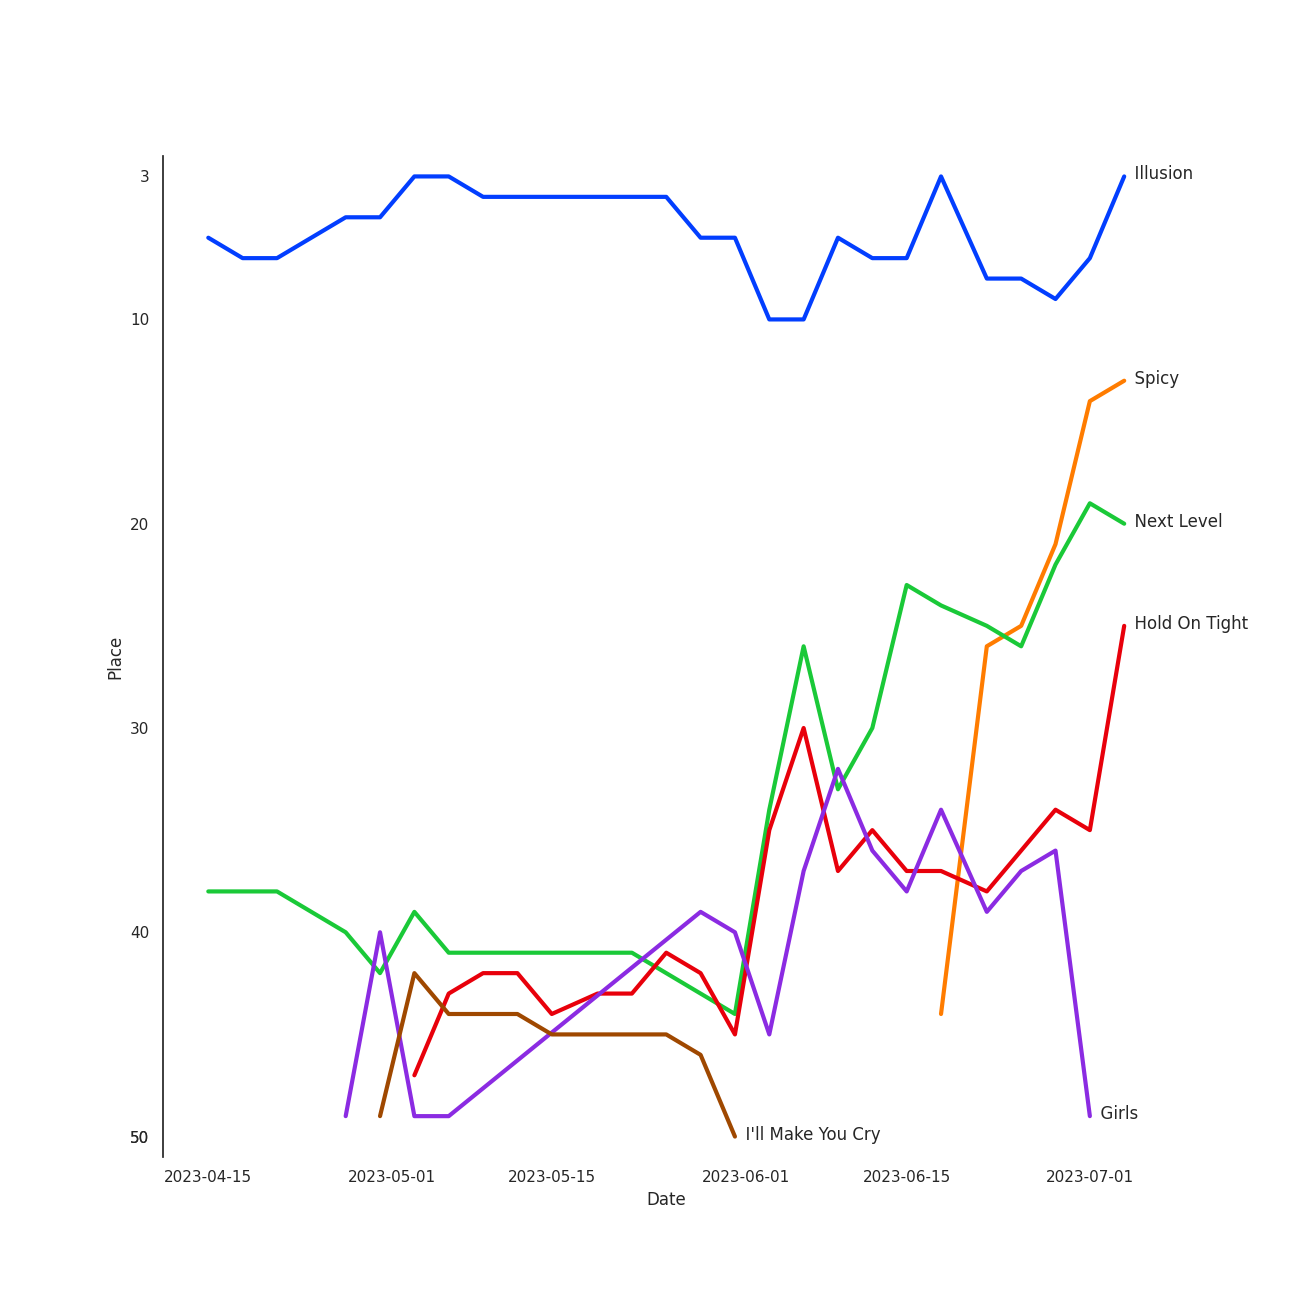 3
Illusion
10
Spicy
20
Next Level
Hold On Tight
Place
30
40
Girls
50
I'll Make You Cry
2023-04-15
2023-05-01
2023-05-15
2023-06-01
2023-06-15
2023-07-01
Date